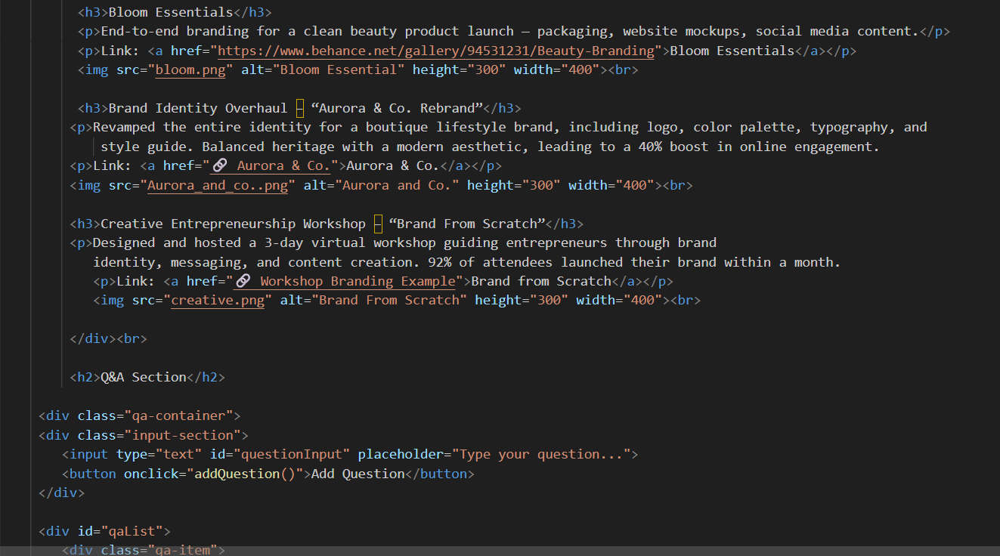 <h3>Bloom Essentials</h3>
<p>End-to-end branding for a clean beauty product launch — packaging, website mockups, social media content.</p>
<p>Link: <a href="https://www.behance.net/gallery/94531231/Beauty-Branding">Bloom Essentials</a></p>
<img src="bloom.png" alt="Bloom Essential" height="300" width="400"><br>
<h3>Brand Identity Overhaul – “Aurora & Co. Rebrand”</h3>
<p>Revamped the entire identity for a boutique lifestyle brand, including logo, color palette, typography, and
style guide. Balanced heritage with a modern aesthetic, leading to a 40% boost in online engagement.
<p>Link: <a href="🔗 Aurora & Co.">Aurora & Co.</a></p>
<img src="Aurora_and_co..png" alt="Aurora and Co." height="300" width="400"><br>
<h3>Creative Entrepreneurship Workshop – “Brand From Scratch”</h3>
<p>Designed and hosted a 3-day virtual workshop guiding entrepreneurs through brand
identity, messaging, and content creation. 92% of attendees launched their brand within a month.
<p>Link: <a href="🔗 Workshop Branding Example">Brand from Scratch</a></p>
<img src="creative.png" alt="Brand From Scratch" height="300" width="400"><br>
</div><br>
<h2>Q&A Section</h2>
<div class="qa-container">
<div class="input-section">
<input type="text" id="questionInput" placeholder="Type your question...">
<button onclick="addQuestion()">Add Question</button>
</div>
<div id="qaList">
<div class="qa-item">